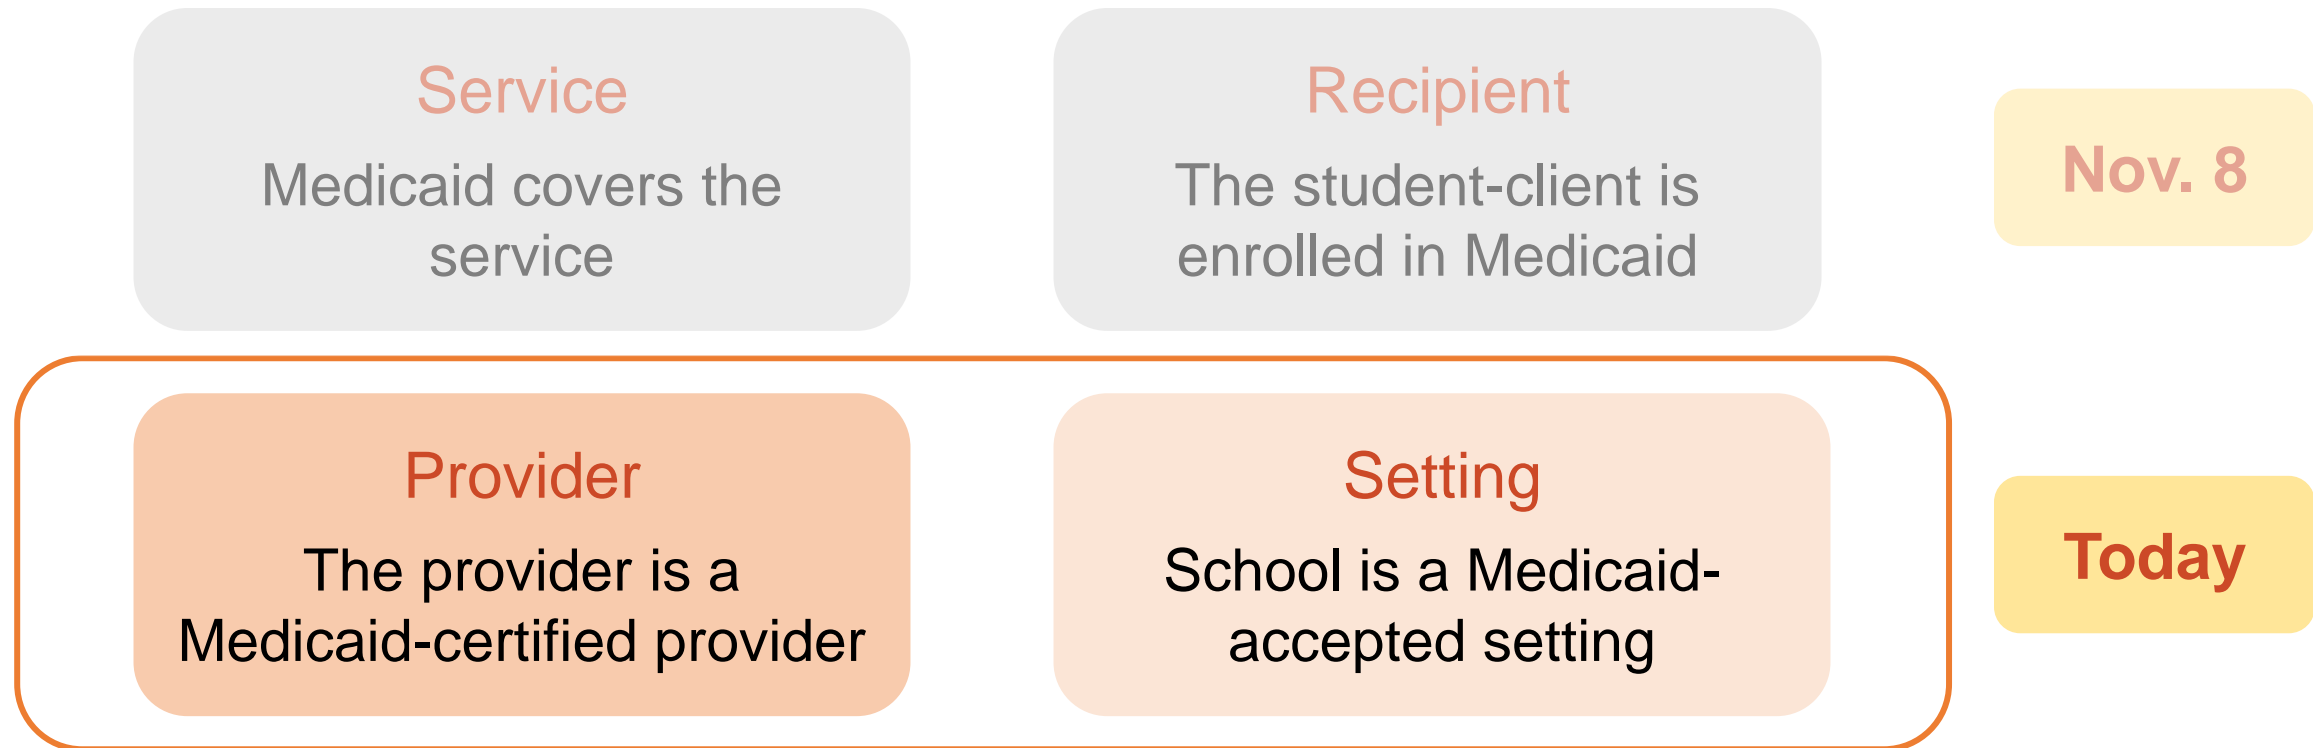 Service
Medicaid covers the
service
Recipient
The student-client is
enrolled in Medicaid
Nov. 8
Provider
The provider is a
Medicaid-certified provider
Setting
School is a Medicaid-
accepted setting
Today